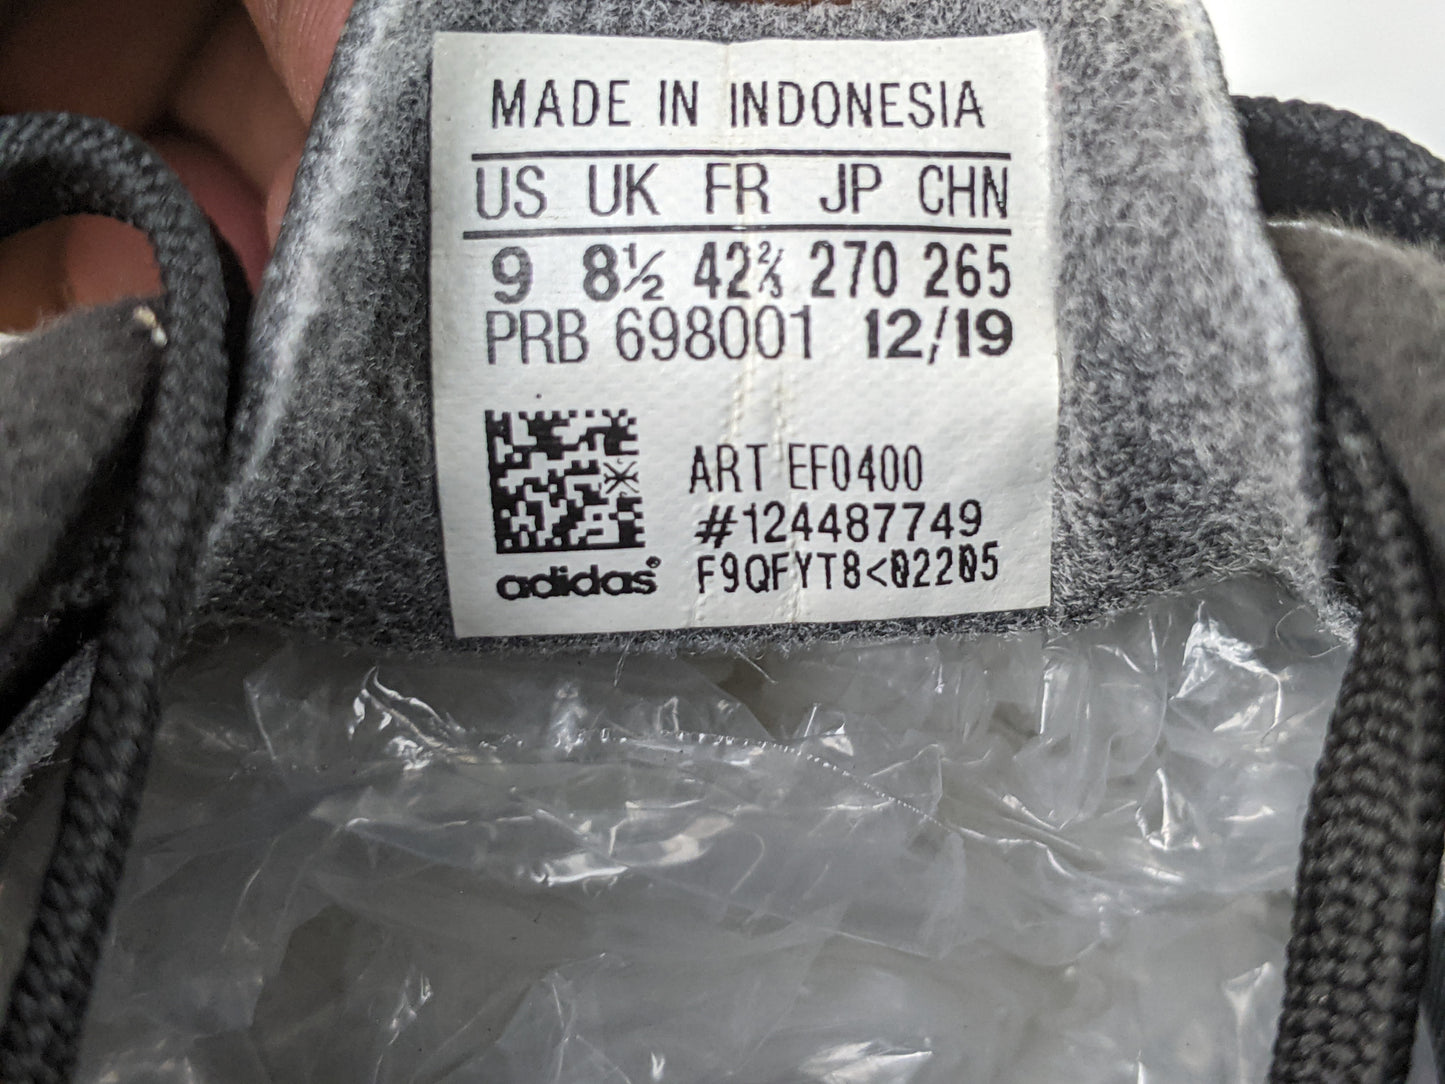 MADE IN INDONESIA
US UK FR JP CHN
9 8½ 42⅔ 270 265
PRB 698001 12/19
ART EF0400
#124487749
adidas® F9QFYT8<02205